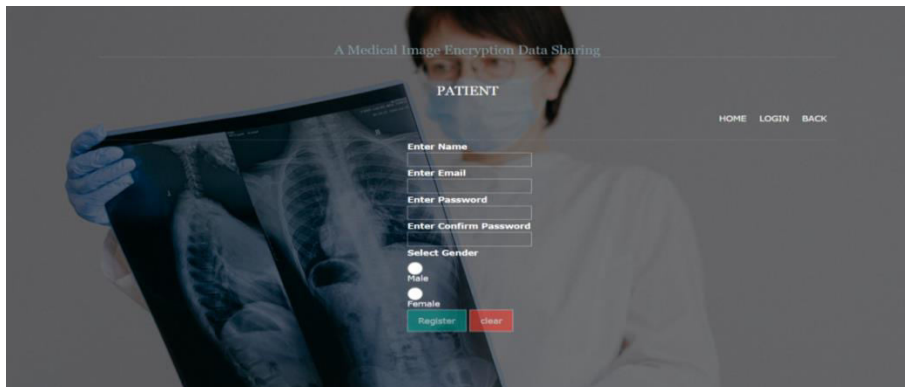 A Medical Image Encryption Data Sharing
PATIENT
HOME LOGIN BACK
Enter Name
Enter Email
Enter Password
Enter Confirm Password
Select Gender
Male
Female
Register clear